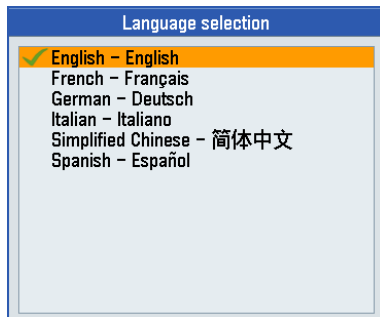 Language selection
English – English
French – Français
German – Deutsch
Italian – Italiano
Simplified Chinese – 简体中文
Spanish – Español